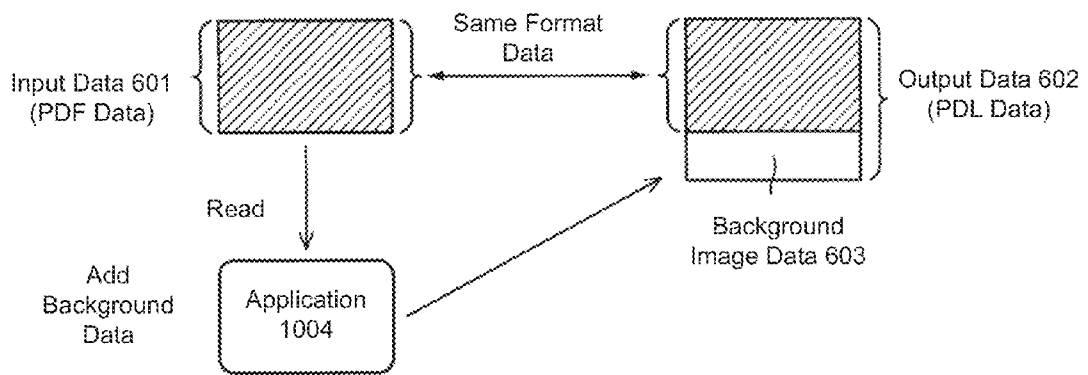 Same Format
Data
Input Data 601
(PDF Data)
Output Data 602
(PDL Data)
Read
Background
Image Data 603
Add
Background
Data
Application
1004